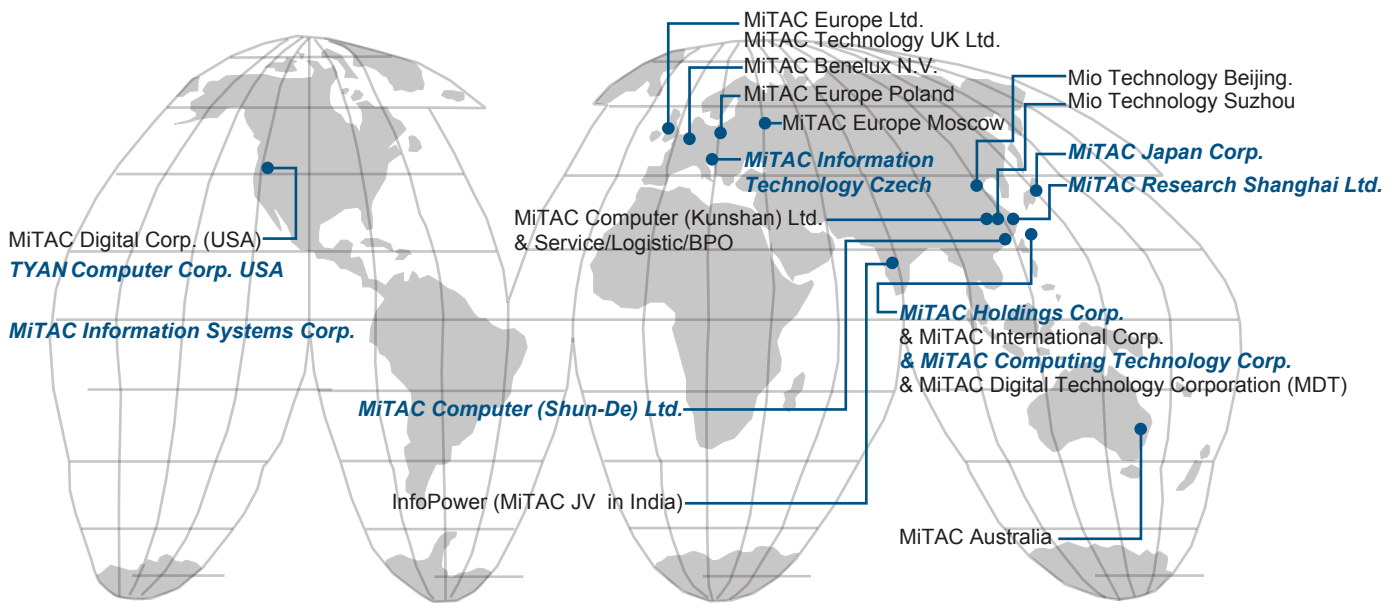 MiTAC Europe Ltd.
MiTAC Technology UK Ltd.
MiTAC Benelux N.V.
MiTAC Europe Poland
MiTAC Europe Moscow
MiTAC Information
Technology Czech
Mio Technology Beijing.
Mio Technology Suzhou
MiTAC Japan Corp.
MiTAC Research Shanghai Ltd.
MiTAC Computer (Kunshan) Ltd.
& Service/Logistic/BPO
MiTAC Digital Corp. (USA)
TYAN Computer Corp. USA
MiTAC Information Systems Corp.
MiTAC Holdings Corp.
& MiTAC International Corp.
& MiTAC Computing Technology Corp.
& MiTAC Digital Technology Corporation (MDT)
MiTAC Computer (Shun-De) Ltd.
InfoPower (MiTAC JV in India)
MiTAC Australia